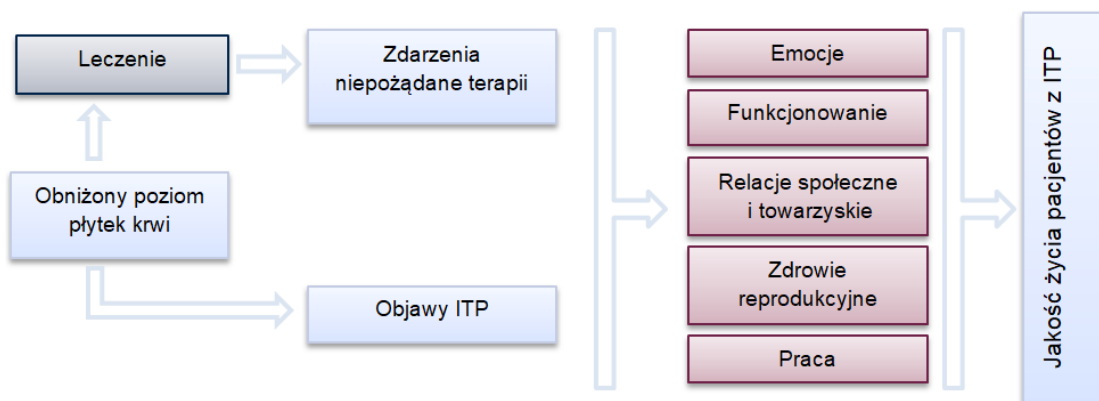 Leczenie
Zdarzenia
niepożądane terapii
Obniżony poziom
płytek krwi
Objawy ITP
Emocje
Funkcjonowanie
Relacje społeczne
i towarzyskie
Zdrowie
reprodukcyjne
Praca
Jakość życia pacjentów z ITP